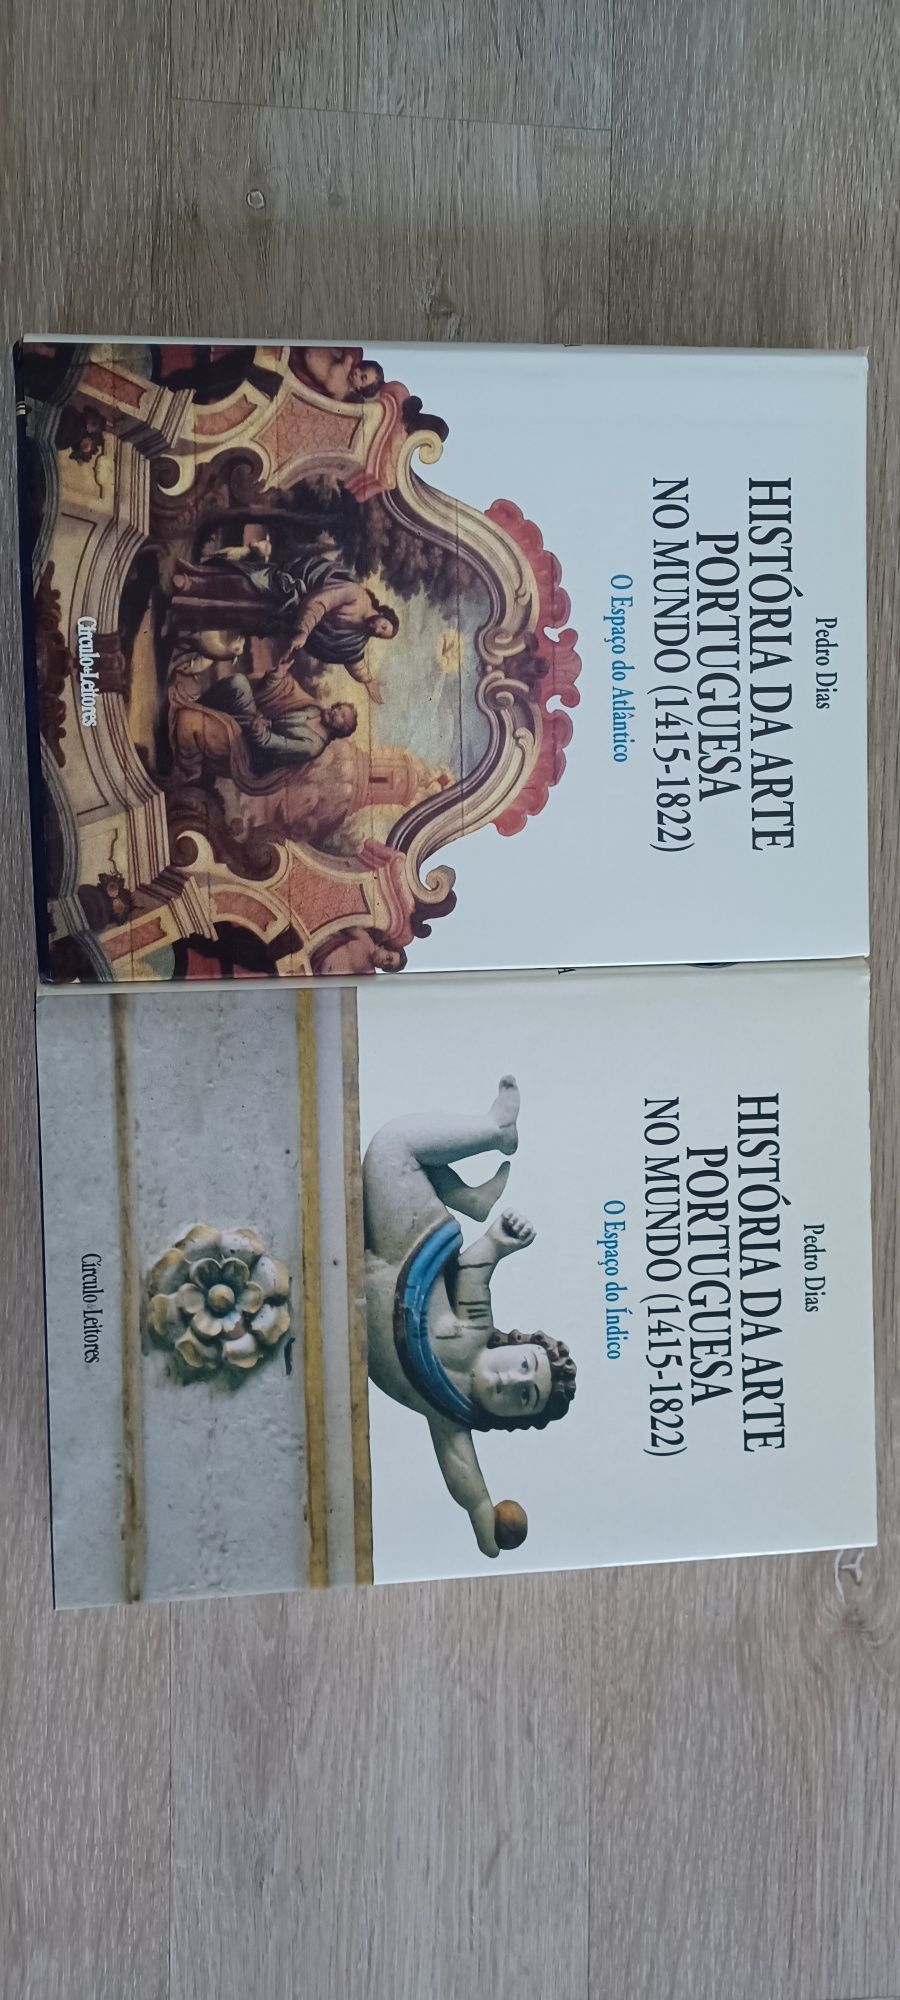 Pedro Dias
HISTÓRIA DA ARTE
PORTUGUESA
NO MUNDO (1415-1822)
O Espaço do Atlântico
Círculo de Leitores
Pedro Dias
HISTÓRIA DA ARTE
PORTUGUESA
NO MUNDO (1415-1822)
O Espaço do Índico
Círculo de Leitores